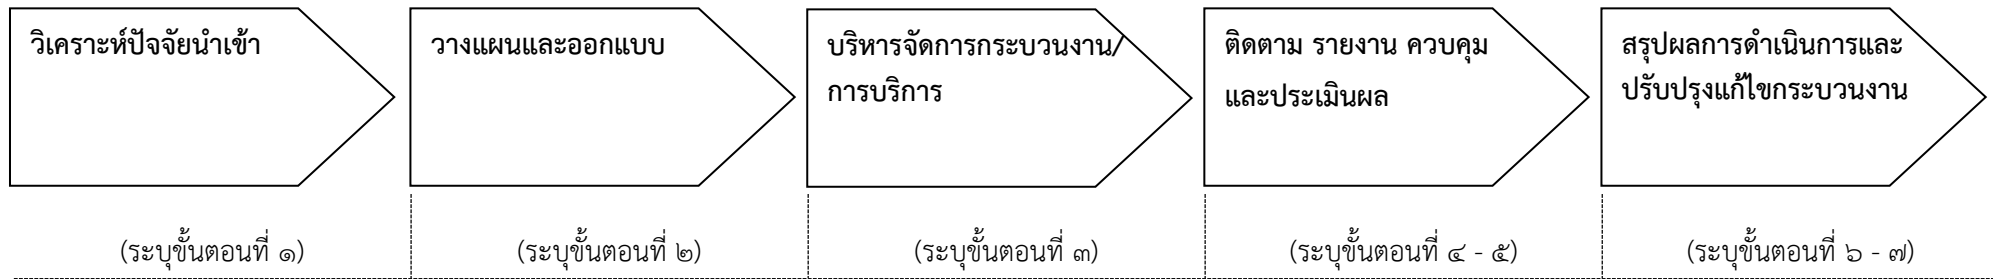 วิเคราะห์ปัจจัยนำเข้า
วางแผนและออกแบบ
บริหารจัดการกระบวนงาน/
การบริการ
ติดตาม รายงาน ควบคุม
และประเมินผล
สรุปผลการดำเนินการและ
ปรับปรุงแก้ไขกระบวนงาน
(ระบุขั้นตอนที่ ๑)
(ระบุขั้นตอนที่ ๒)
(ระบุขั้นตอนที่ ๓)
(ระบุขั้นตอนที่ ๔ - ๕)
(ระบุขั้นตอนที่ ๖ - ๗)